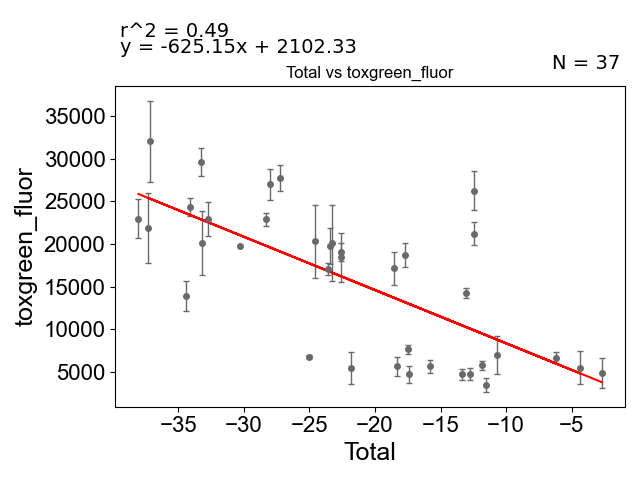 r^2 = 0.49
y = -625.15x + 2102.33
N = 37
Total vs toxgreen_fluor
35000
30000
25000
20000
15000
10000
5000
toxgreen_fluor
−35
−30
−25
−20
−15
−10
−5
Total